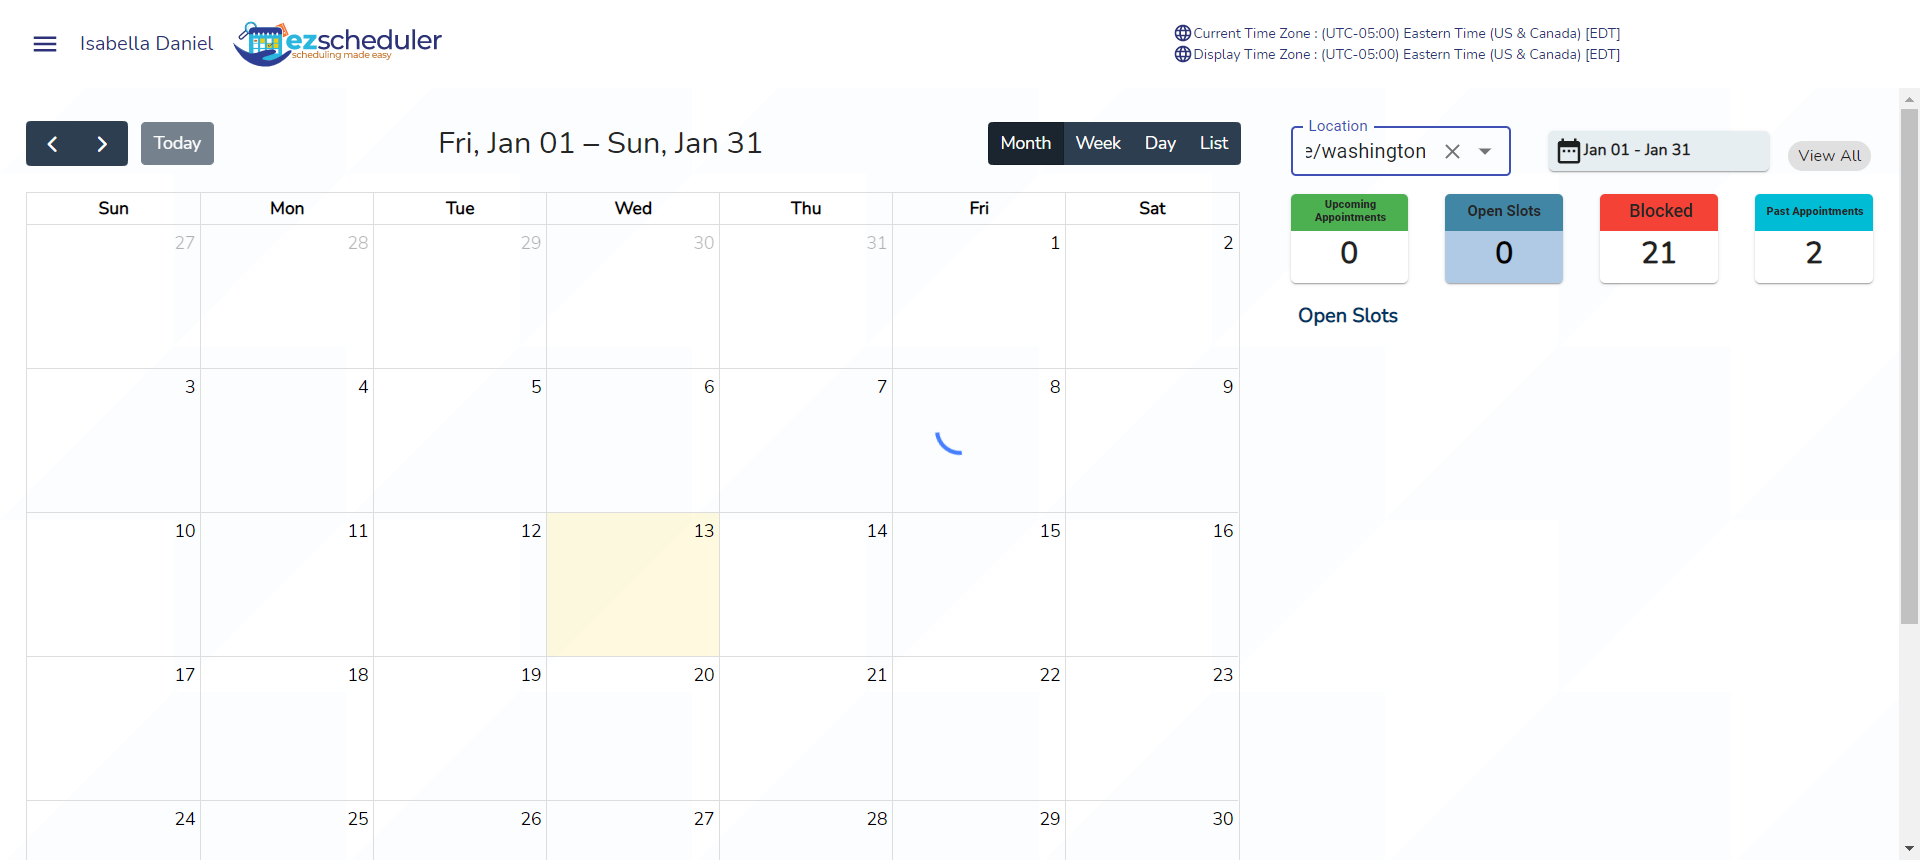 Isabella Daniel
ezscheduler
scheduling made easy
Current Time Zone : (UTC-05:00) Eastern Time (US & Canada) [EDT]
Display Time Zone : (UTC-05:00) Eastern Time (US & Canada) [EDT]
Today
Fri, Jan 01 – Sun, Jan 31
Month Week Day List
Location
e/washington
Jan 01 - Jan 31
View All
Sun Mon Tue Wed Thu Fri Sat
27 28 29 30 31 1 2
3 4 5 6 7 8 9
10 11 12 13 14 15 16
17 18 19 20 21 22 23
24 25 26 27 28 29 30
Upcoming Appointments
0
Open Slots
0
Blocked
21
Past Appointments
2
Open Slots